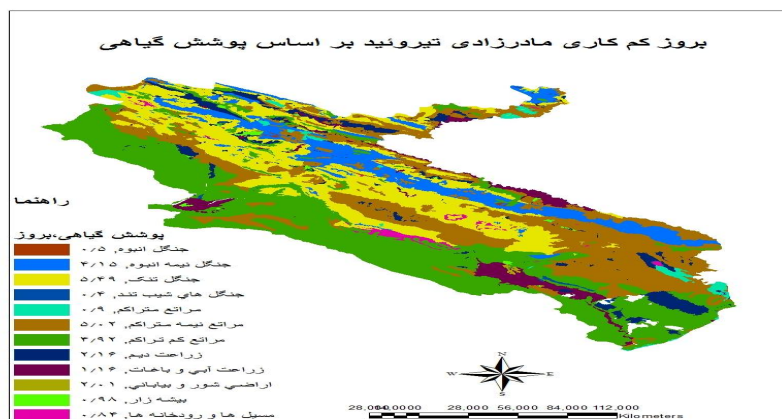 بروز کم کاری مادرزادی تیروئید بر اساس پوشش گیاهی
N
W
E
S
راهنما
پوشش گیاهی،بروز
جنگل انبوه, ۰/۵
جنگل نیمه انبوه, ۴/۱۵
جنگل تنک, ۵/۴۹
جنگل های شیب تند, ۰/۴
مراتع متراکم, ۰/۹
مراتع نیمه متراکم, ۵/۰۲
مراتع کم تراکم, ۳/۹۲
زراعت دیم, ۲/۱۶
زراعت آبی و باغات, ۱/۱۶
اراضی شور و بیابانی, ۲/۰۱
بیشه زار, ۰/۹۸
مسیل ها و رودخانه ها, ۰/۸۴
28,000 56,000 84,000 112,000
Kilometers